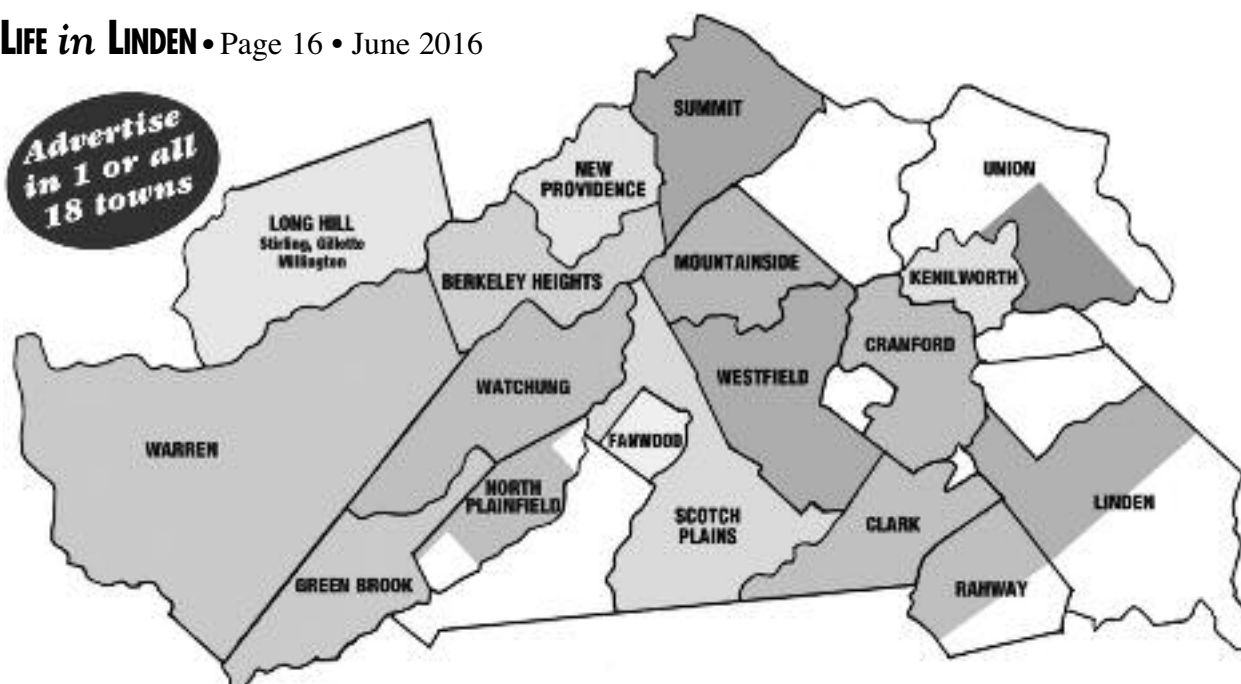 LIFE in LINDEN • Page 16 • June 2016
Advertise
in 1 or all
18 towns
SUMMIT
NEW
PROVIDENCE
UNION
LONG HILL
Stirling, Gillette
Millington
BERKELEY HEIGHTS
MOUNTAINSIDE
KENILWORTH
CRANFORD
WATCHUNG
WESTFIELD
WARREN
FANWOOD
NORTH
PLAINFIELD
SCOTCH
PLAINS
CLARK
LINDEN
GREEN BROOK
RAHWAY